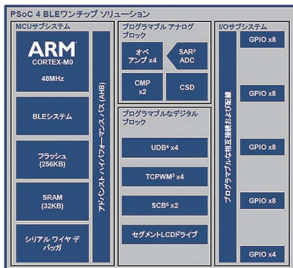 PSoC 4 BLEワンチップ ソリューション
MCUサブシステム
ARM
CORTEX-M0
48MHz
BLEシステム
フラッシュ
(256KB)
SRAM
(32KB)
シリアル ワイヤ デ
バッガ
アドバンスト ハイパフォーマンス バス (AHB)
プログラマブル アナログ
ブロック
オペ
アンプ x4
SAR²
ADC
CMP
x2
CSD
プログラマブルなデジタル
ブロック
UDB⁴ x4
TCPWM³ x4
SCB⁵ x2
セグメントLCDドライブ
I/Oサブシステム
プログラマブルな相互接続および配線
GPIO x8
GPIO x8
GPIO x8
GPIO x8
GPIO x4